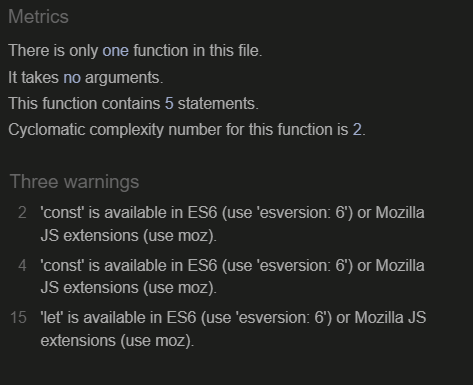 Metrics
There is only one function in this file.
It takes no arguments.
This function contains 5 statements.
Cyclomatic complexity number for this function is 2.
Three warnings
2 'const' is available in ES6 (use 'esversion: 6') or Mozilla
JS extensions (use moz).
4 'const' is available in ES6 (use 'esversion: 6') or Mozilla
JS extensions (use moz).
15 'let' is available in ES6 (use 'esversion: 6') or Mozilla JS
extensions (use moz).